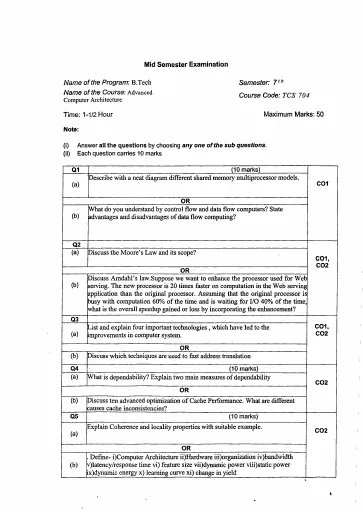 Mid Semester Examination
Name of the Program: B.Tech Semester: 7th
Name of the Course: Advanced Computer Architecture Course Code: TCS 704
Time: 1-1/2 Hour Maximum Marks: 50
Note:
(i) Answer all the questions by choosing any one of the sub questions.
(ii) Each question carries 10 marks
Q1 (10 marks)
(a) Describe with a neat diagram different shared memory multiprocessor models. CO1
OR
(b) What do you understand by control flow and data flow computers? State
advantages and disadvantages of data flow computing?
Q2
(a) Discuss the Moore's Law and its scope? CO1, CO2
OR
(b) Discuss Amdahl's law.Suppose we want to enhance the processor used for Web
serving. The new processor is 20 times faster on computation in the Web serving
application than the original processor. Assuming that the original processor is
busy with computation 60% of the time and is waiting for I/O 40% of the time,
what is the overall speedup gained or loss by incorporating the enhancement?
Q3
(a) List and explain four important technologies , which have led to the
improvements in computer system. CO1, CO2
OR
(b) Discuss which techniques are used to fast address translation
Q4 (10 marks)
(a) What is dependability? Explain two main measures of dependability CO2
OR
(b) Discuss ten advanced optimization of Cache Performance. What are different
causes cache inconsistencies?
Q5 (10 marks)
(a) Explain Coherence and locality properties with suitable example. CO2
OR
(b) . Define- i)Computer Architecture ii)Hardware iii)organization iv)bandwidth
v)latency/response time vi) feature size vii)dynamic power viii)static power
ix)dynamic energy x) learning curve xi) change in yield